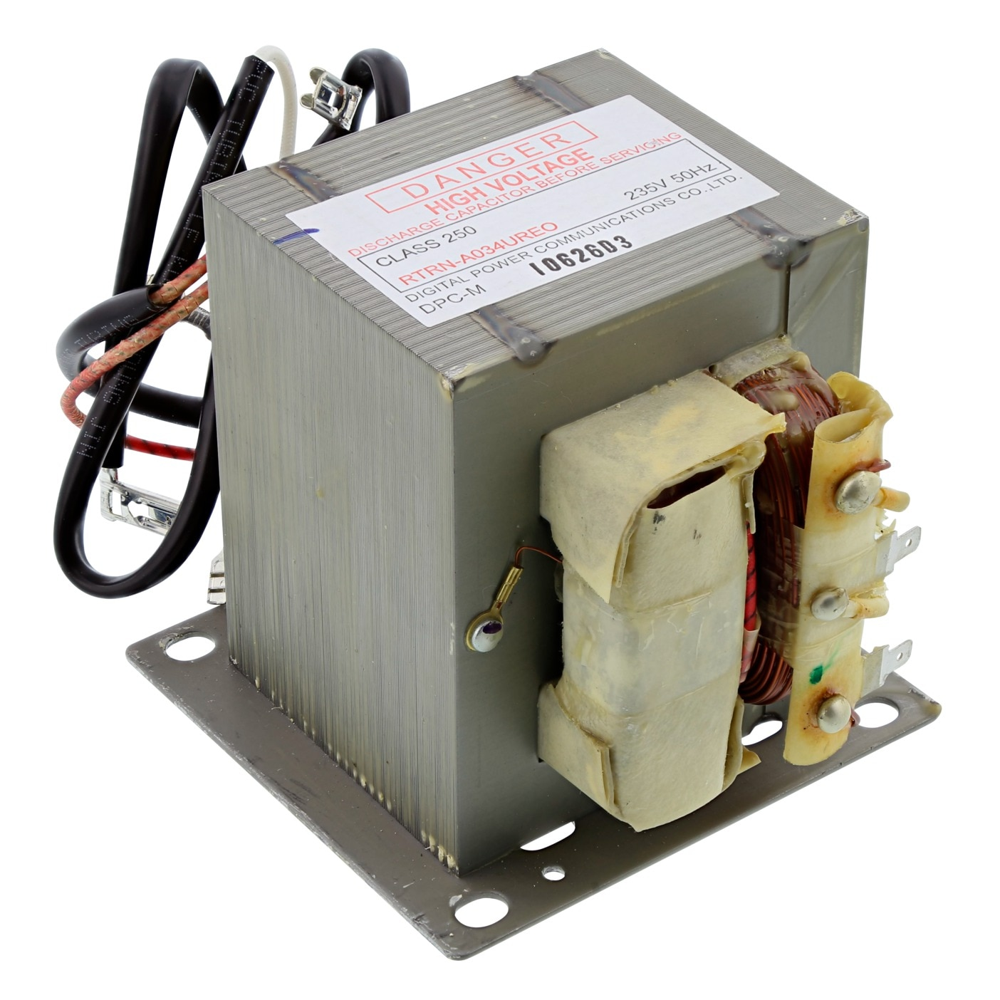 DANGER
HIGH VOLTAGE
DISCHARGE CAPACITOR BEFORE SERVICING
CLASS 250 235V 50Hz
RTRN-A034UREO
DIGITAL POWER COMMUNICATIONS CO.,LTD.
DPC-M 10626D3